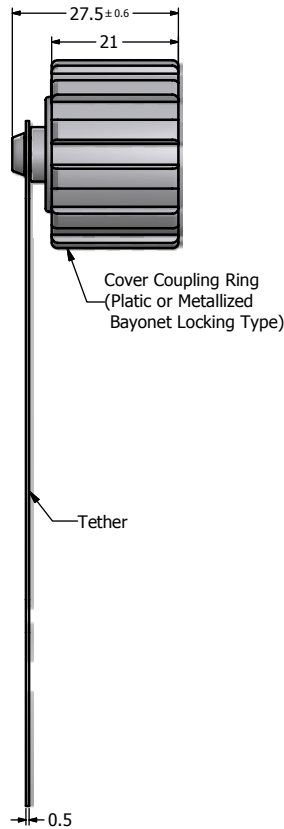 27.5 ± 0.6
21
Cover Coupling Ring
(Platic or Metallized
Bayonet Locking Type)
Tether
0.5